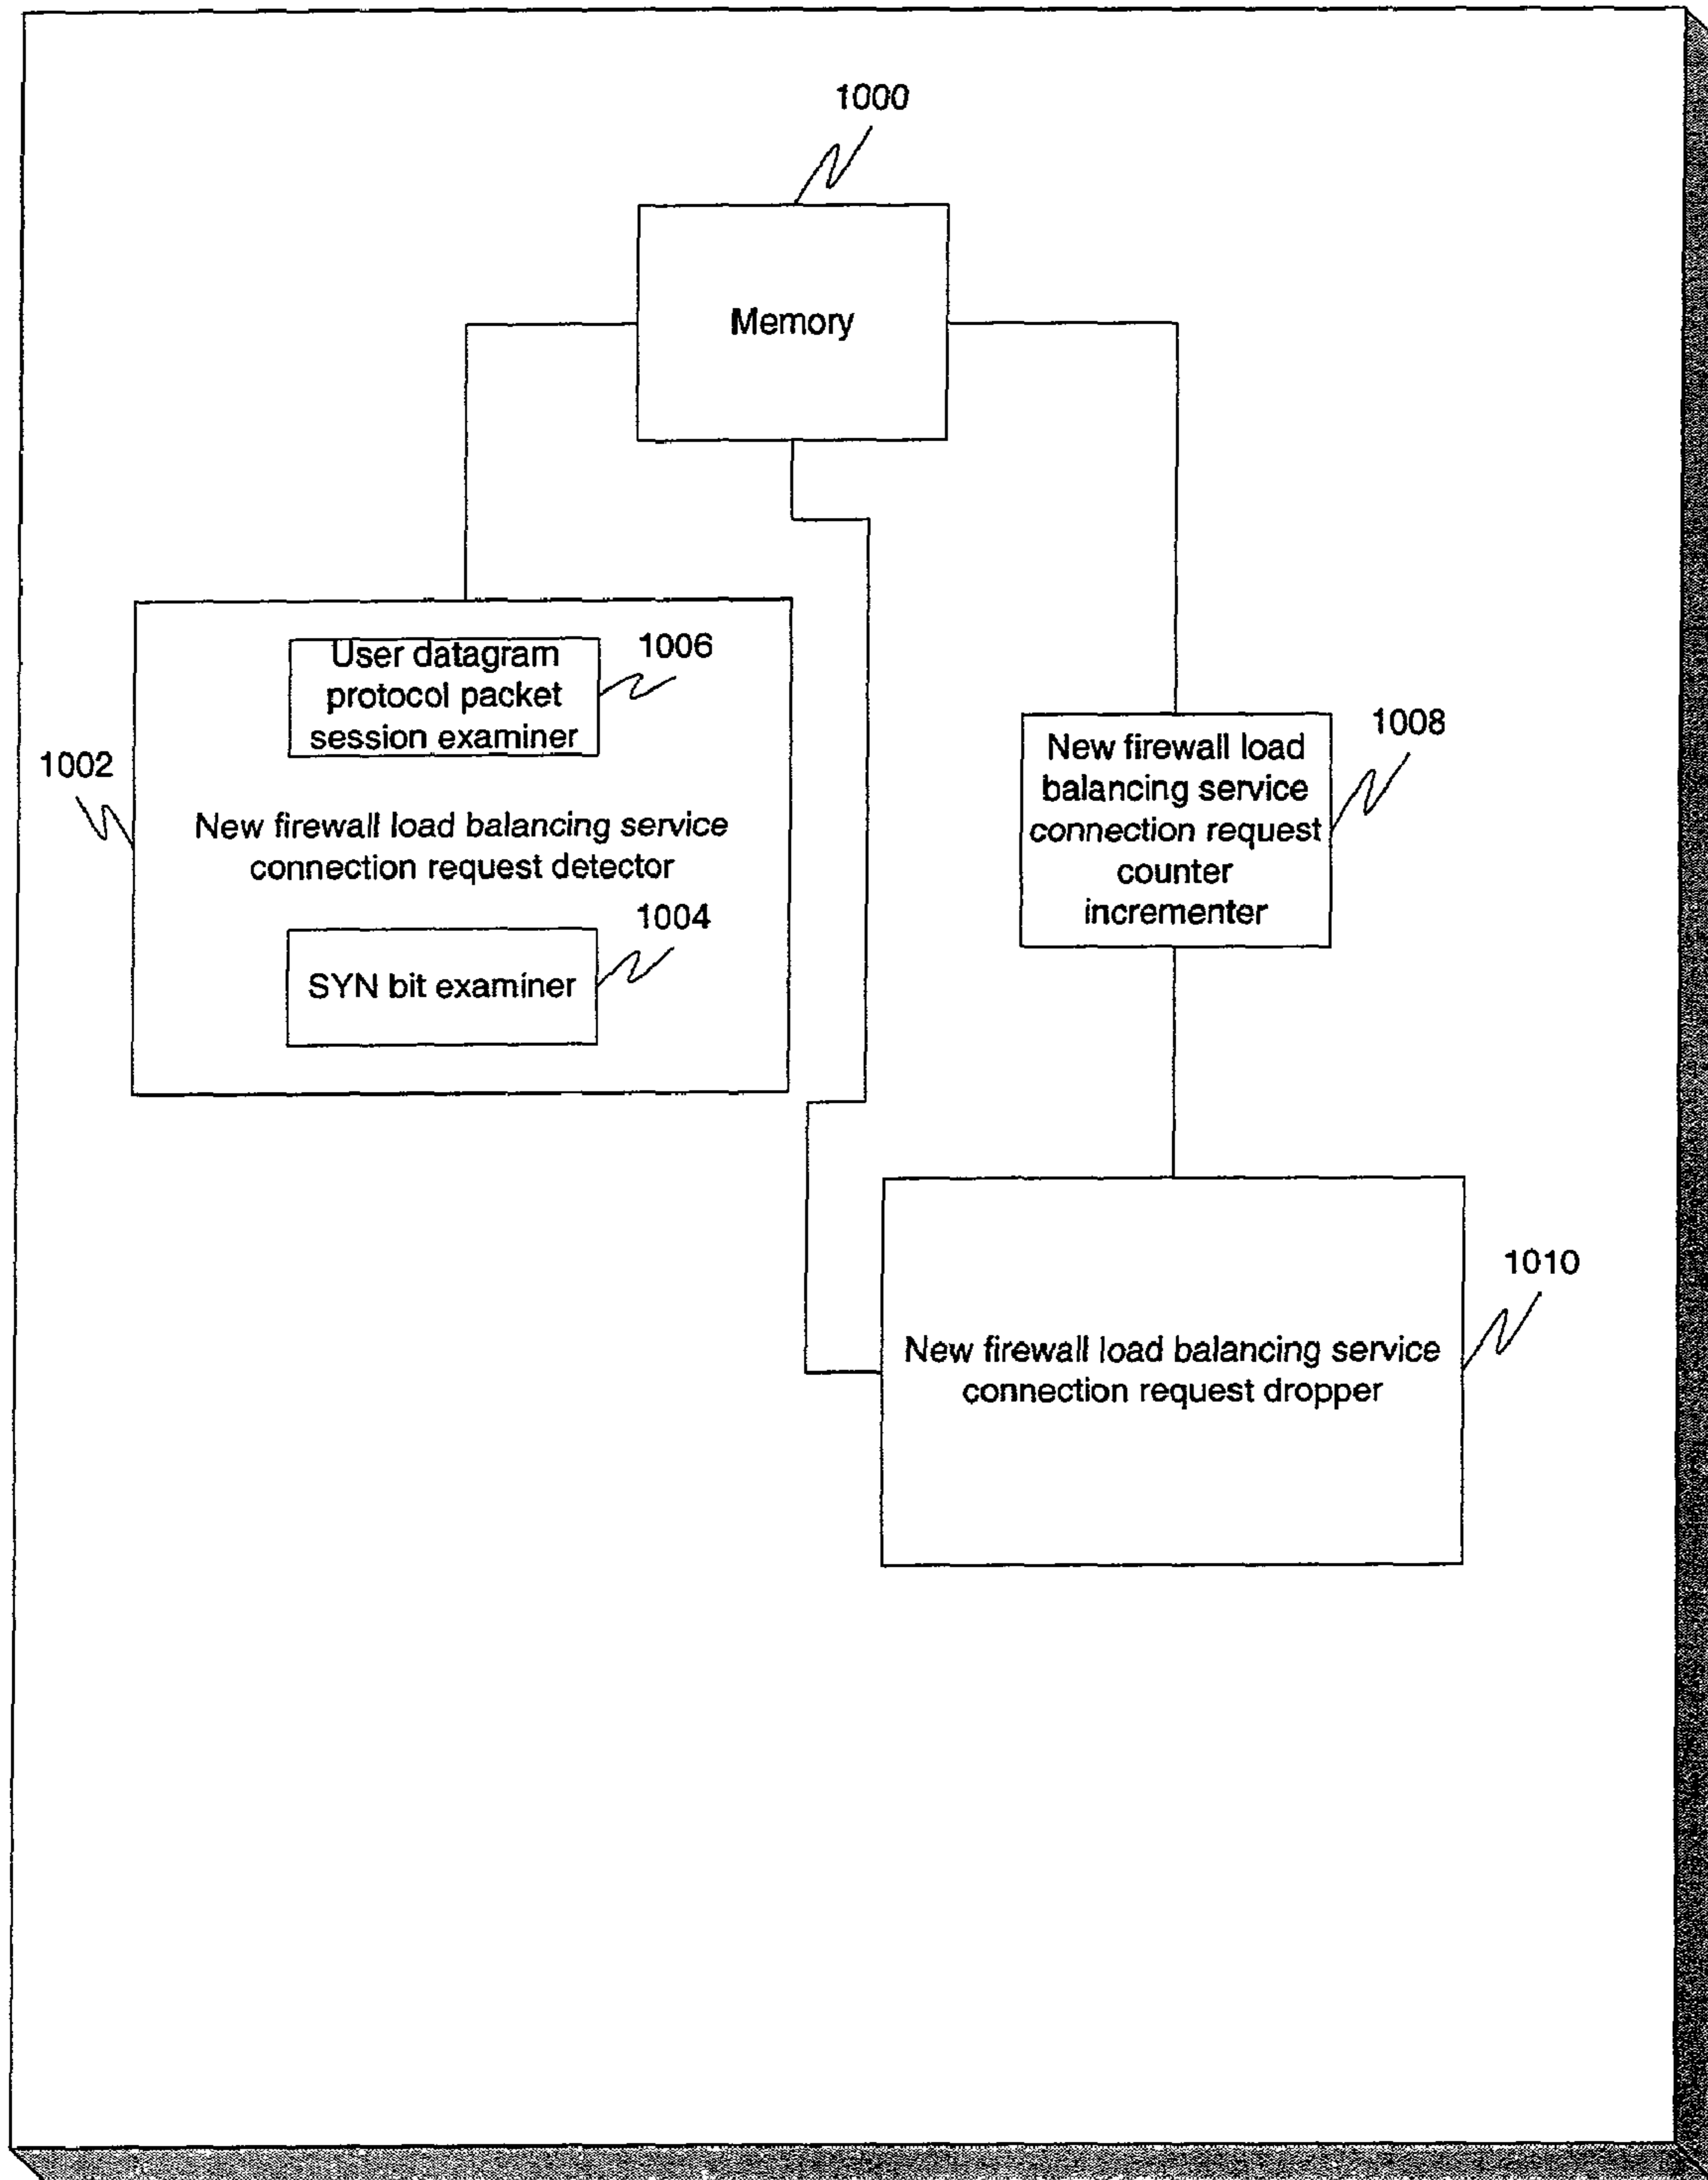 1000
Memory
User datagram
protocol packet
session examiner
1006
1002
New firewall load balancing service
connection request detector
1004
SYN bit examiner
1008
New firewall load
balancing service
connection request
counter
incrementer
1010
New firewall load balancing service
connection request dropper